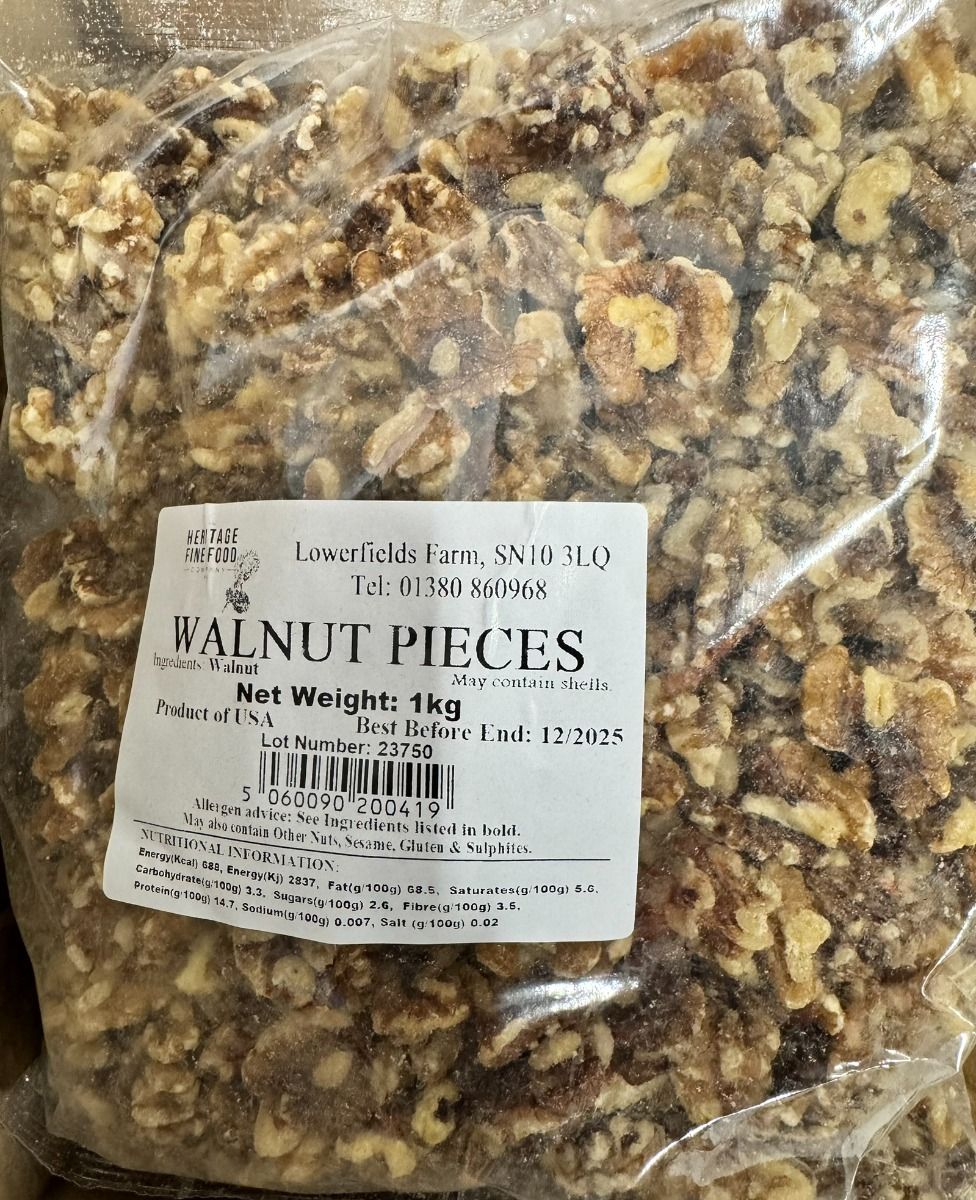 HERITAGE
FINE FOOD
COMPANY
Lowerfields Farm, SN10 3LQ
Tel: 01380 860968
WALNUT PIECES
Ingredients: Walnut
May contain shells.
Net Weight: 1kg
Product of USA
Best Before End: 12/2025
Lot Number: 23750
5 060090 200419
Allergen advice: See Ingredients listed in bold.
May also contain Other Nuts, Sesame, Gluten & Sulphites.
NUTRITIONAL INFORMATION:
Energy(Kcal) 688, Energy(Kj) 2837, Fat(g/100g) 68.5, Saturates(g/100g) 5.6,
Carbohydrate(g/100g) 3.3, Sugars(g/100g) 2.6, Fibre(g/100g) 3.5,
Protein(g/100g) 14.7, Sodium(g/100g) 0.007, Salt (g/100g) 0.02